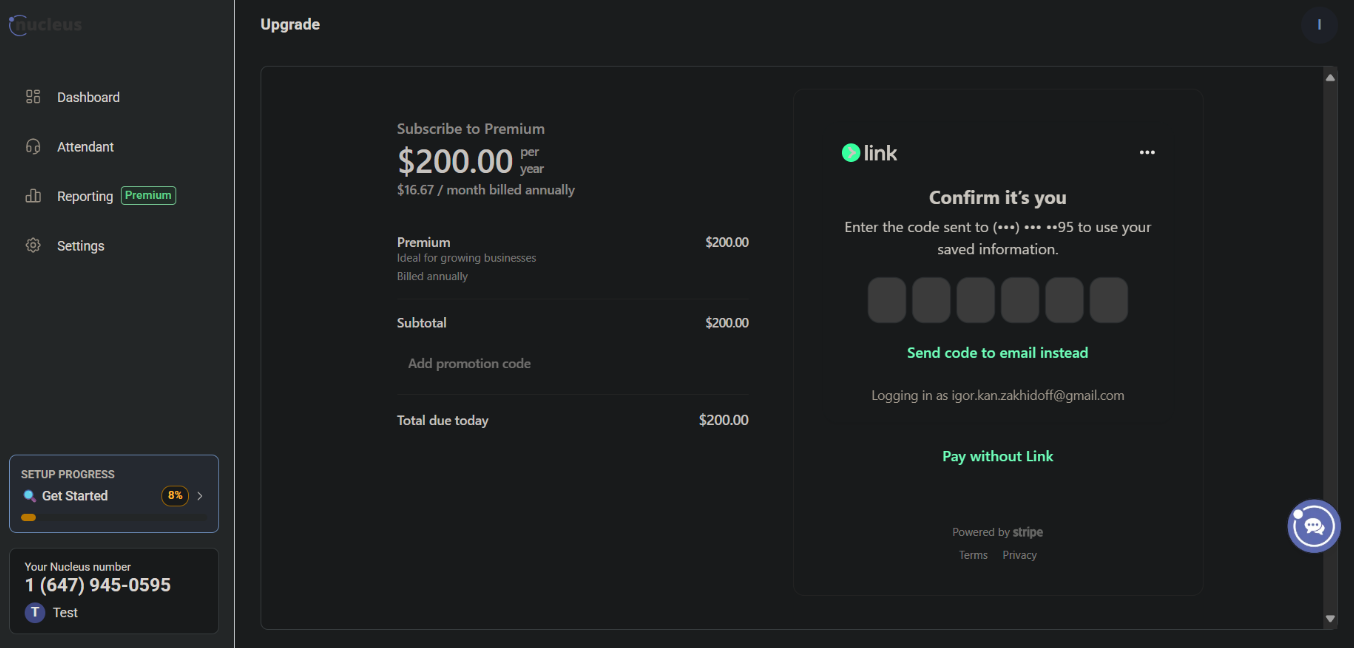 nucleus
Upgrade
I
Dashboard
Attendant
Reporting Premium
Settings
SETUP PROGRESS
Get Started 8%
Your Nucleus number
1 (647) 945-0595
T Test
Subscribe to Premium
$200.00 per year
$16.67 / month billed annually
Premium $200.00
Ideal for growing businesses
Billed annually
Subtotal $200.00
Add promotion code
Total due today $200.00
link
Confirm it's you
Enter the code sent to (•••) ••• ••95 to use your
saved information.
Send code to email instead
Logging in as igor.kan.zakhidoff@gmail.com
Pay without Link
Powered by stripe
Terms Privacy